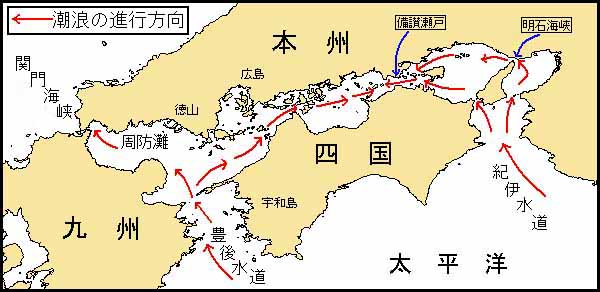 潮浪の進行方向
備讃瀬戸
明石海峡
本州
関門海峡
広島
徳山
周防灘
四国
紀伊水道
宇和島
九州
豊後水道
太平洋